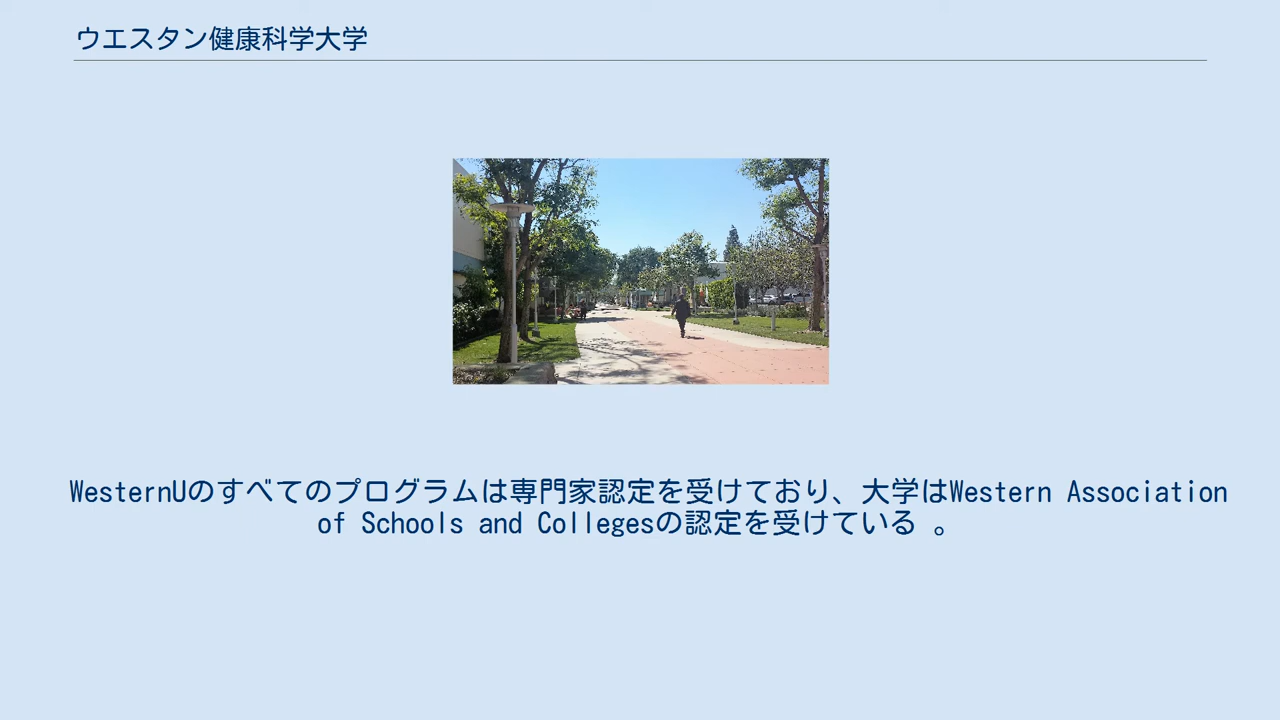 ウエスタン健康科学大学
WesternUのすべてのプログラムは専門家認定を受けており、大学はWestern Association
of Schools and Collegesの認定を受けている 。